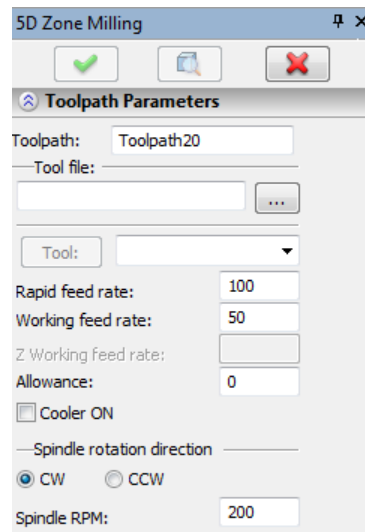 5D Zone Milling
Toolpath Parameters
Toolpath: Toolpath20
Tool file:
...
Tool:
Rapid feed rate: 100
Working feed rate: 50
Z Working feed rate:
Allowance: 0
Cooler ON
Spindle rotation direction
CW CCW
Spindle RPM: 200